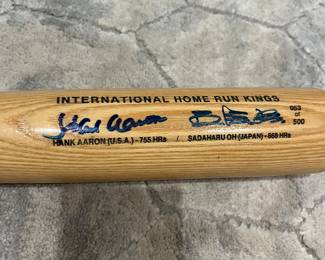 INTERNATIONAL HOME RUN KINGS
Hank Aaron
053
of
500
HANK AARON (U.S.A.) - 755 HRs / SADAHARU OH (JAPAN) - 868 HRs